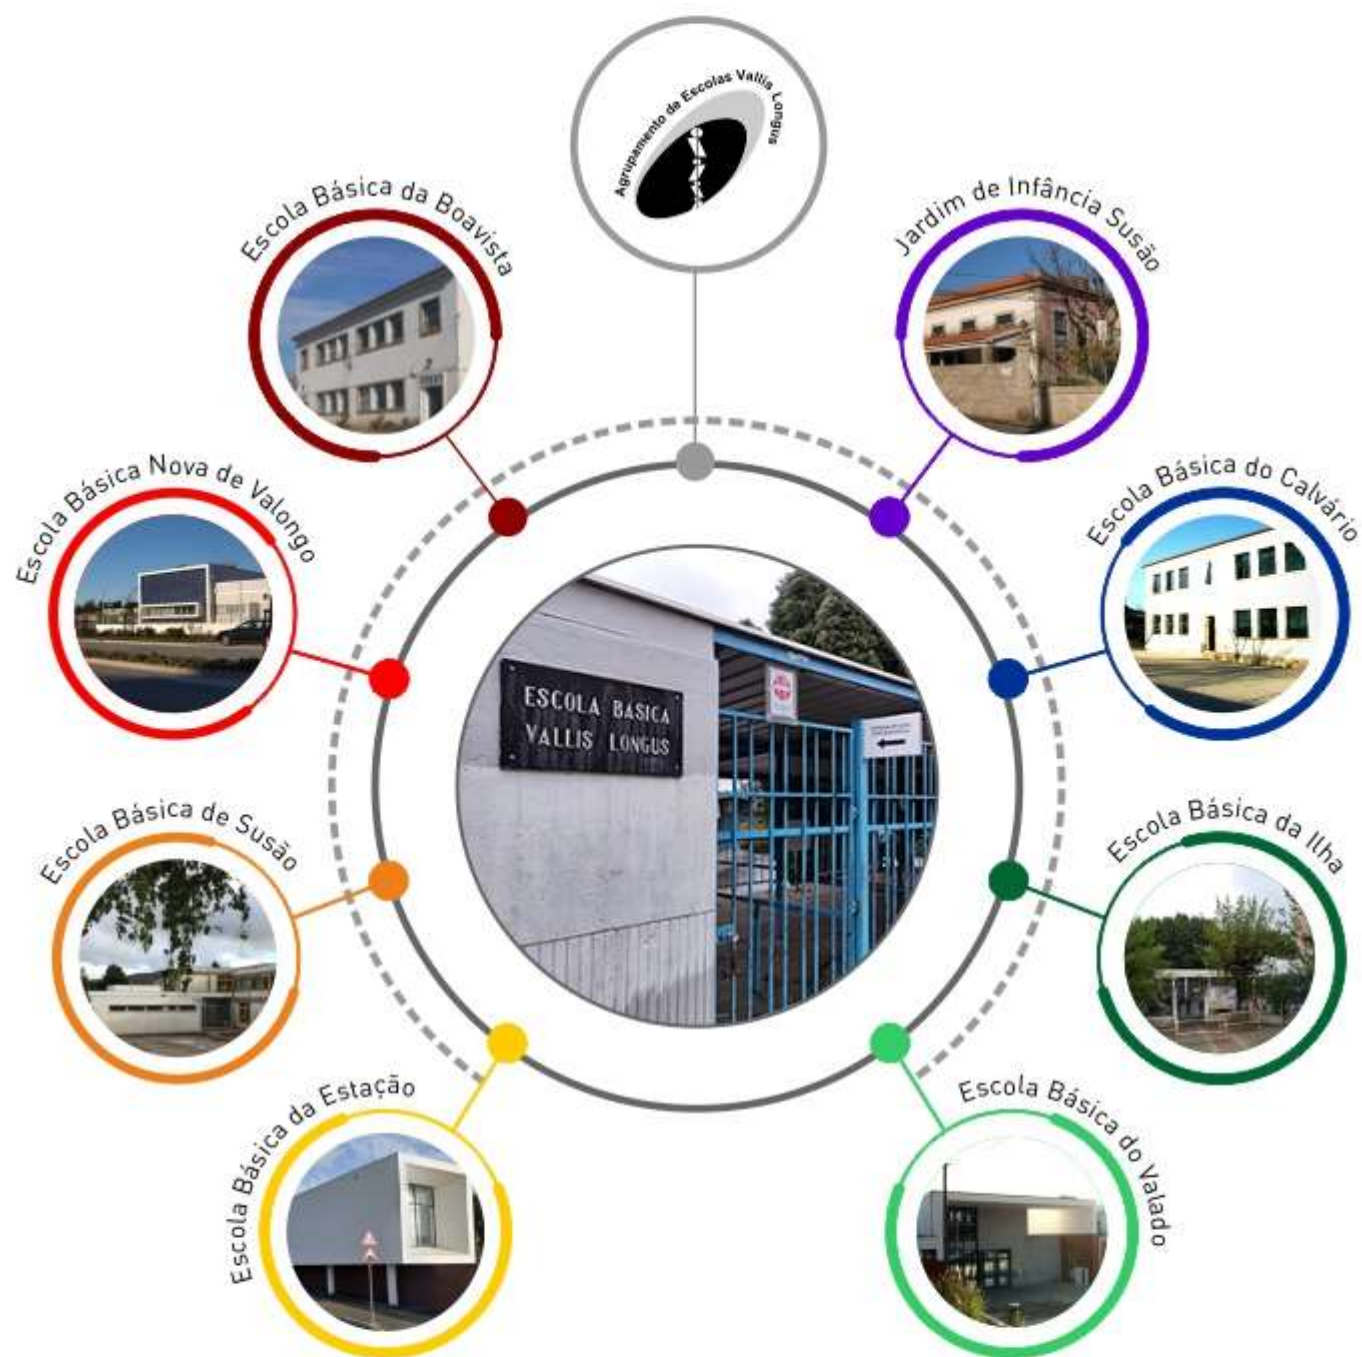 Agrupamento de Escolas Vallis Longus
Escola Básica da Boavista
Jardim de Infância Susão
Escola Básica Nova de Valongo
Escola Básica do Calvário
ESCOLA BASICA
VALLIS LONGUS
Escola Básica de Susão
Escola Básica da Ilha
Escola Básica da Estação
Escola Básica do Valado